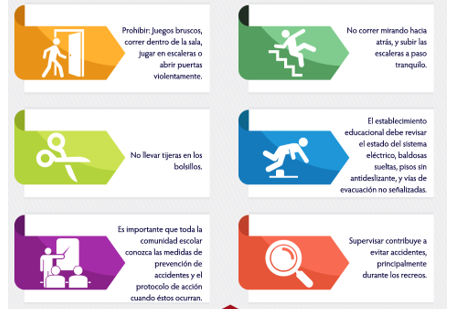 Prohibir: Juegos bruscos,
correr dentro de la sala,
jugar en escaleras o
abrir puertas
violentamente.
No correr mirando hacia
atrás, y subir las
escaleras a paso
tranquilo.
No llevar tijeras en los
bolsillos.
El establecimiento
educacional debe revisar
el estado del sistema
eléctrico, baldosas
sueltas, pisos sin
antideslizante, y vías de
evacuación no señalizadas.
Es importante que toda la
comunidad escolar
conozca las medidas de
prevención de
accidentes y el
protocolo de acción
cuando éstos ocurran.
Supervisar contribuye a
evitar accidentes,
principalmente
durante los recreos.